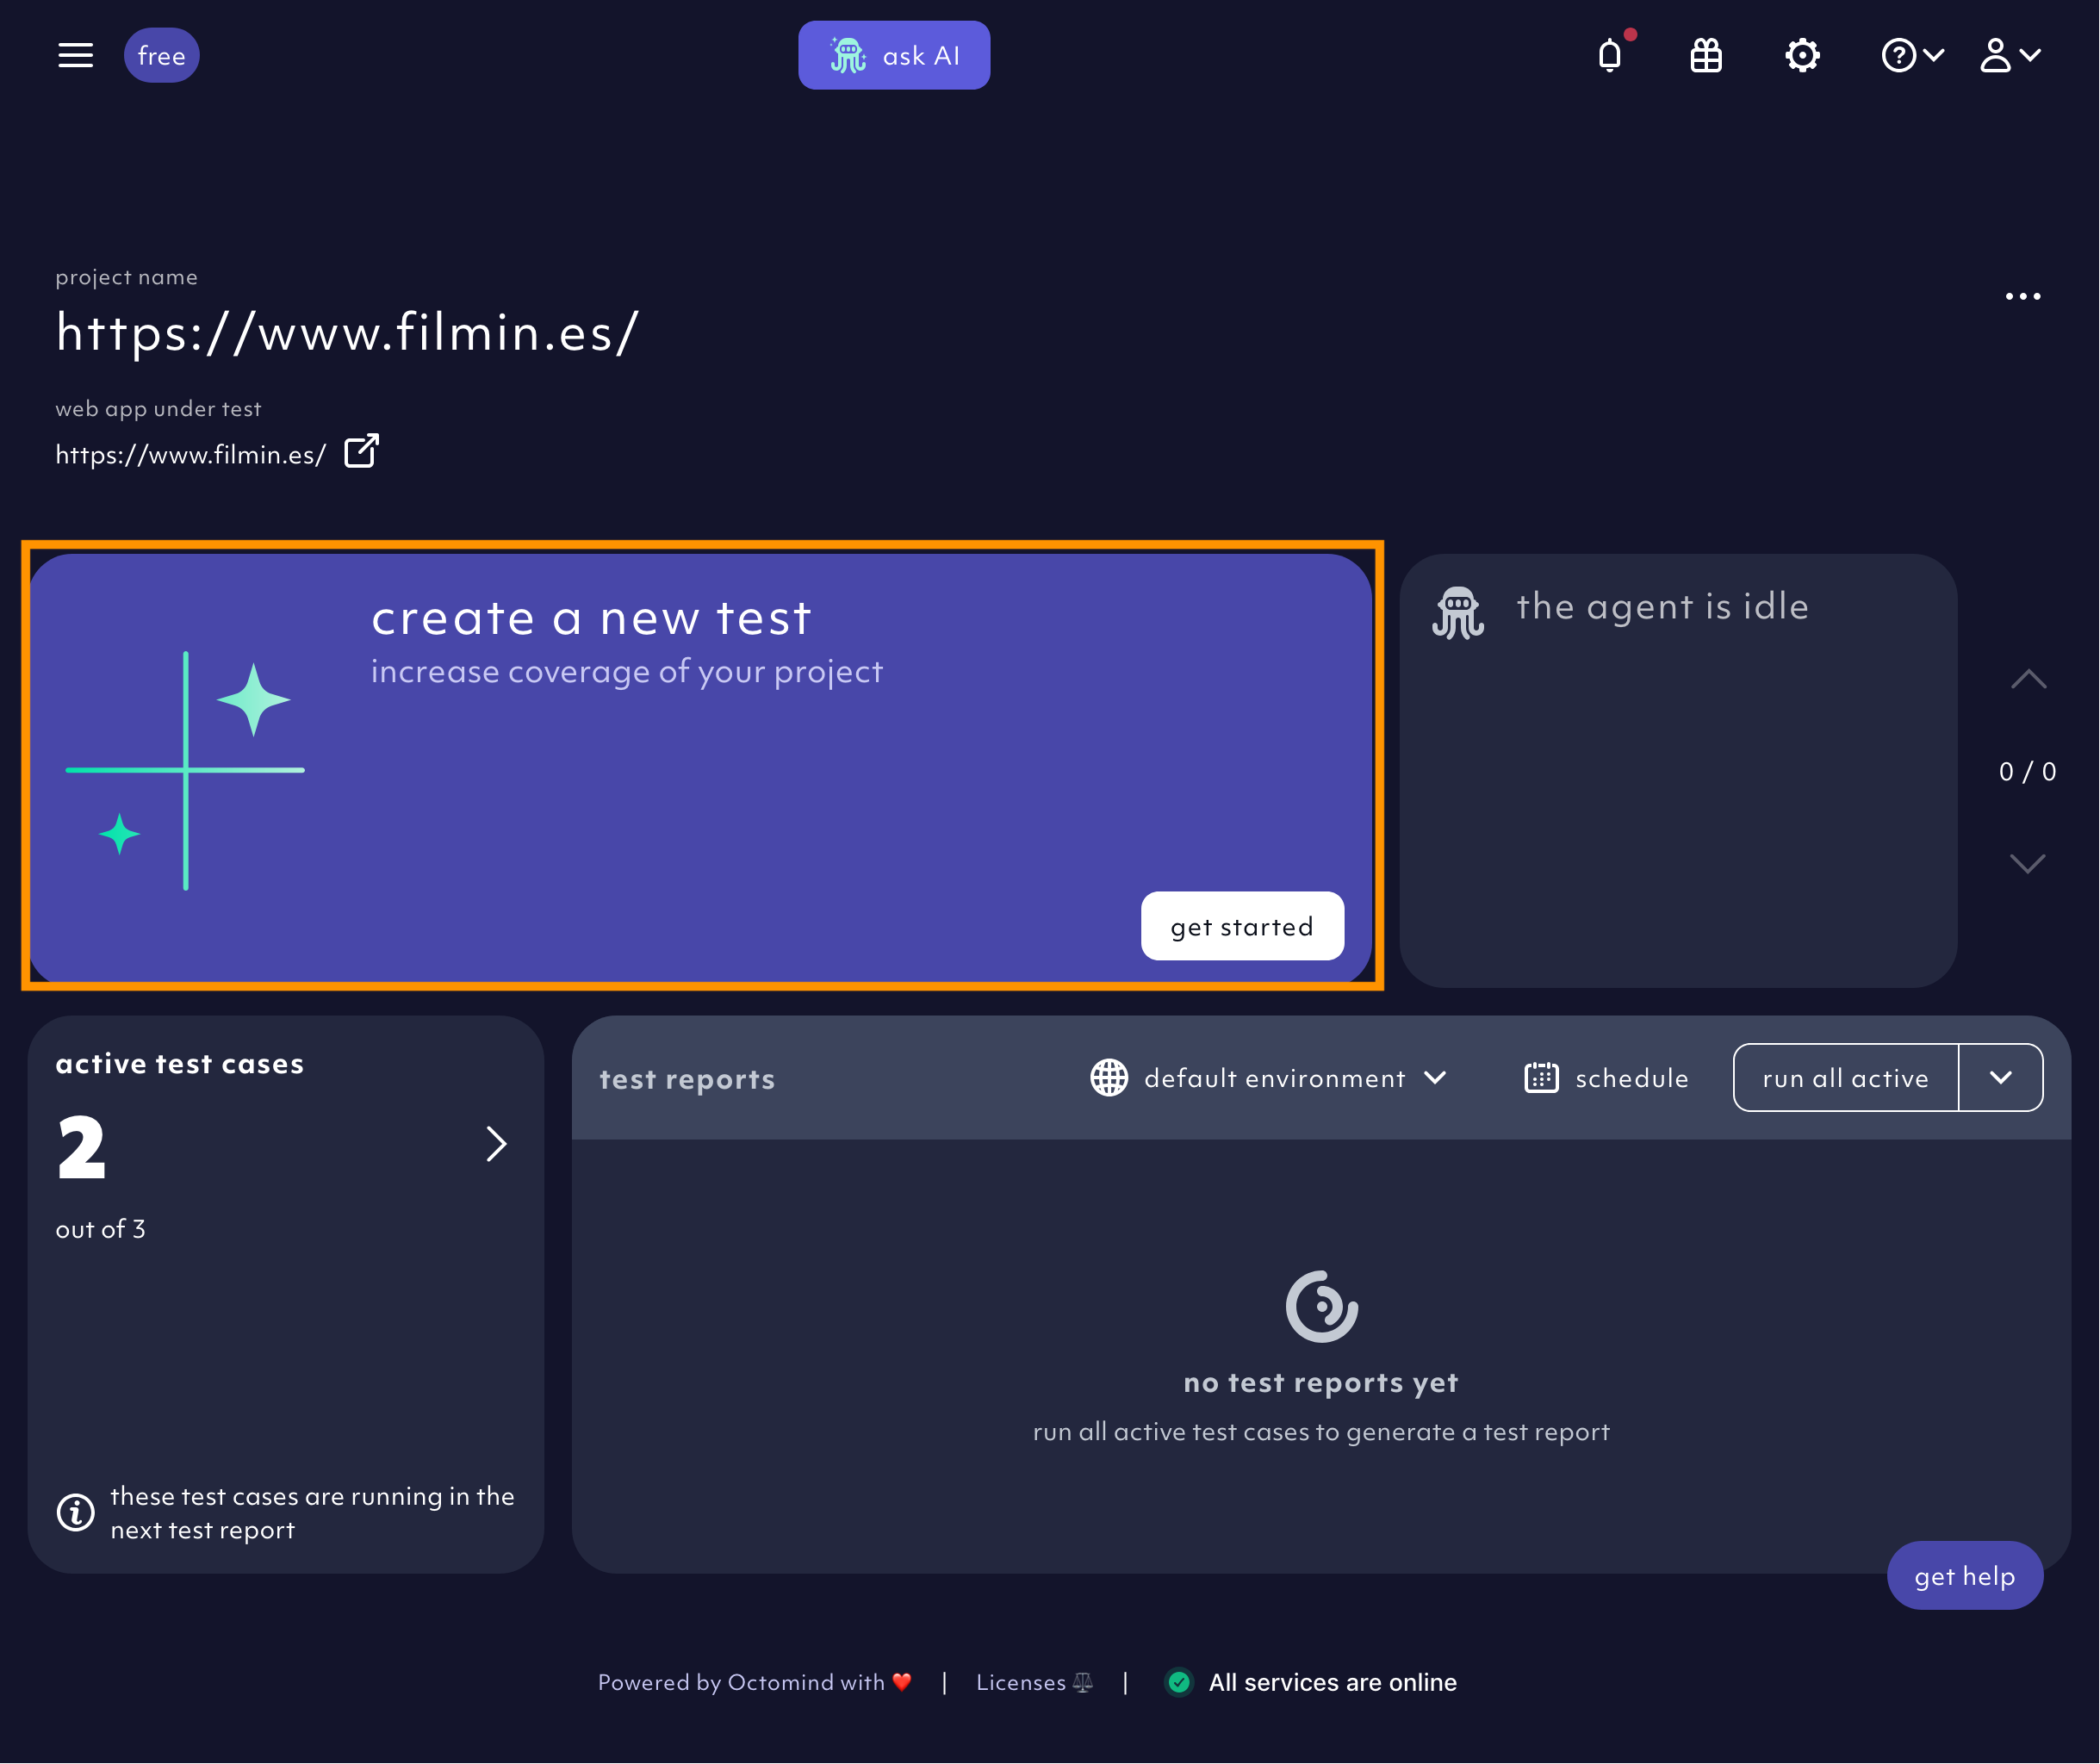 free
ask AI
project name
https://www.filmin.es/
web app under test
https://www.filmin.es/
create a new test
increase coverage of your project
get started
the agent is idle
0 / 0
active test cases
2
out of 3
these test cases are running in the
next test report
test reports
default environment
schedule
run all active
no test reports yet
run all active test cases to generate a test report
get help
Powered by Octomind with ❤️ | Licenses ⚖️ | All services are online